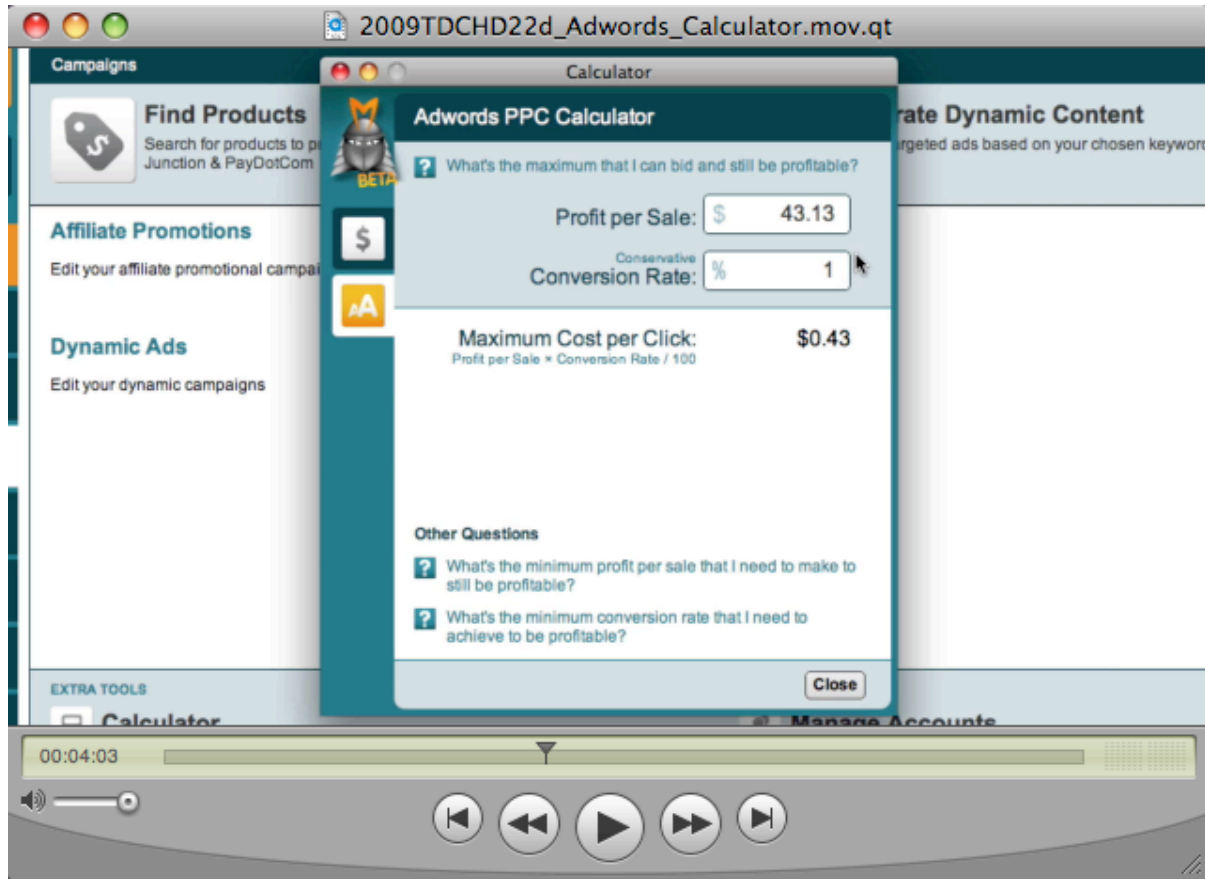 2009TDCHD22d_Adwords_Calculator.mov.qt
Campaigns
Find Products
Search for products to
Junction & PayDotCom
Affiliate Promotions
Edit your affiliate promotional
Dynamic Ads
Edit your dynamic campaigns
EXTRA TOOLS
Calculator
Calculator
BETA
$
AA
Adwords PPC Calculator
? What's the maximum that I can bid and still be profitable?
Profit per Sale: $ 43.13
Conservative
Conversion Rate: % 1
Maximum Cost per Click: $0.43
Profit per Sale × Conversion Rate / 100
Other Questions
? What's the minimum profit per sale that I need to make to
still be profitable?
? What's the minimum conversion rate that I need to
achieve to be profitable?
Close
Dynamic Content
ads based on your chosen
Manage Accounts
00:04:03